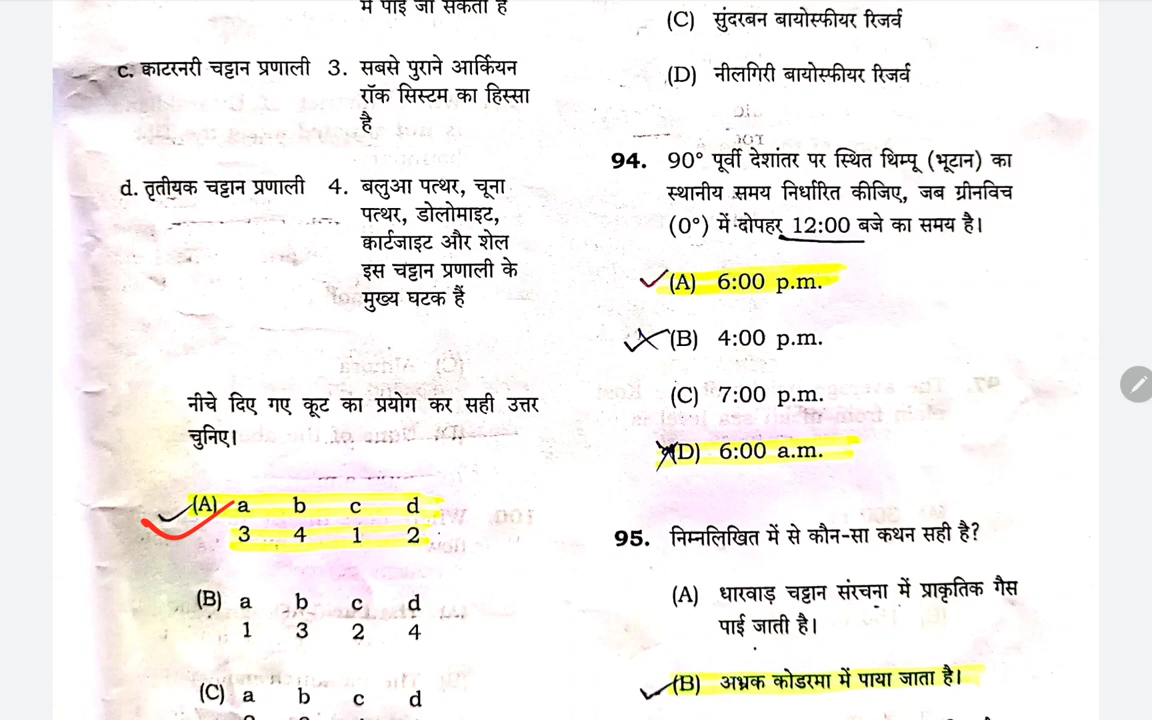 में पाई जा सकती है
c. क्वाटरनरी चट्टान प्रणाली 3. सबसे पुराने आर्कियन
रॉक सिस्टम का हिस्सा
है
d. तृतीयक चट्टान प्रणाली 4. बलुआ पत्थर, चूना
पत्थर, डोलोमाइट,
क्वार्टजाइट और शेल
इस चट्टान प्रणाली के
मुख्य घटक हैं
नीचे दिए गए कूट का प्रयोग कर सही उत्तर
चुनिए।
(A) a b c d
3 4 1 2
(B) a b c d
1 3 2 4
(C) a b c d
(C) सुंदरबन बायोस्फीयर रिजर्व
(D) नीलगिरी बायोस्फीयर रिजर्व
94. 90° पूर्वी देशांतर पर स्थित थिम्पू (भूटान) का
स्थानीय समय निर्धारित कीजिए, जब ग्रीनविच
(0°) में दोपहर 12:00 बजे का समय है।
(A) 6:00 p.m.
(B) 4:00 p.m.
(C) 7:00 p.m.
(D) 6:00 a.m.
95. निम्नलिखित में से कौन-सा कथन सही है?
(A) धारवाड़ चट्टान संरचना में प्राकृतिक गैस
पाई जाती है।
(B) अभ्रक कोडरमा में पाया जाता है।